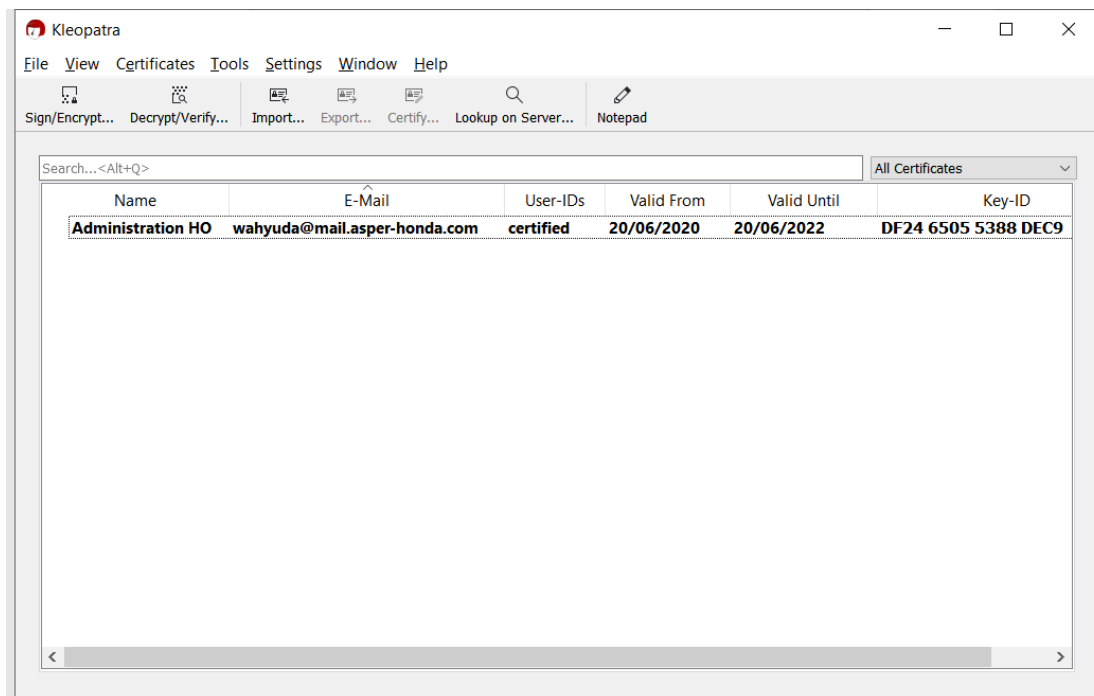 Kleopatra
File View Certificates Tools Settings Window Help
Sign/Encrypt... Decrypt/Verify... Import... Export... Certify... Lookup on Server... Notepad
Search...<Alt+Q> All Certificates
Name E-Mail User-IDs Valid From Valid Until Key-ID
Administration HO wahyuda@mail.asper-honda.com certified 20/06/2020 20/06/2022 DF24 6505 5388 DEC9